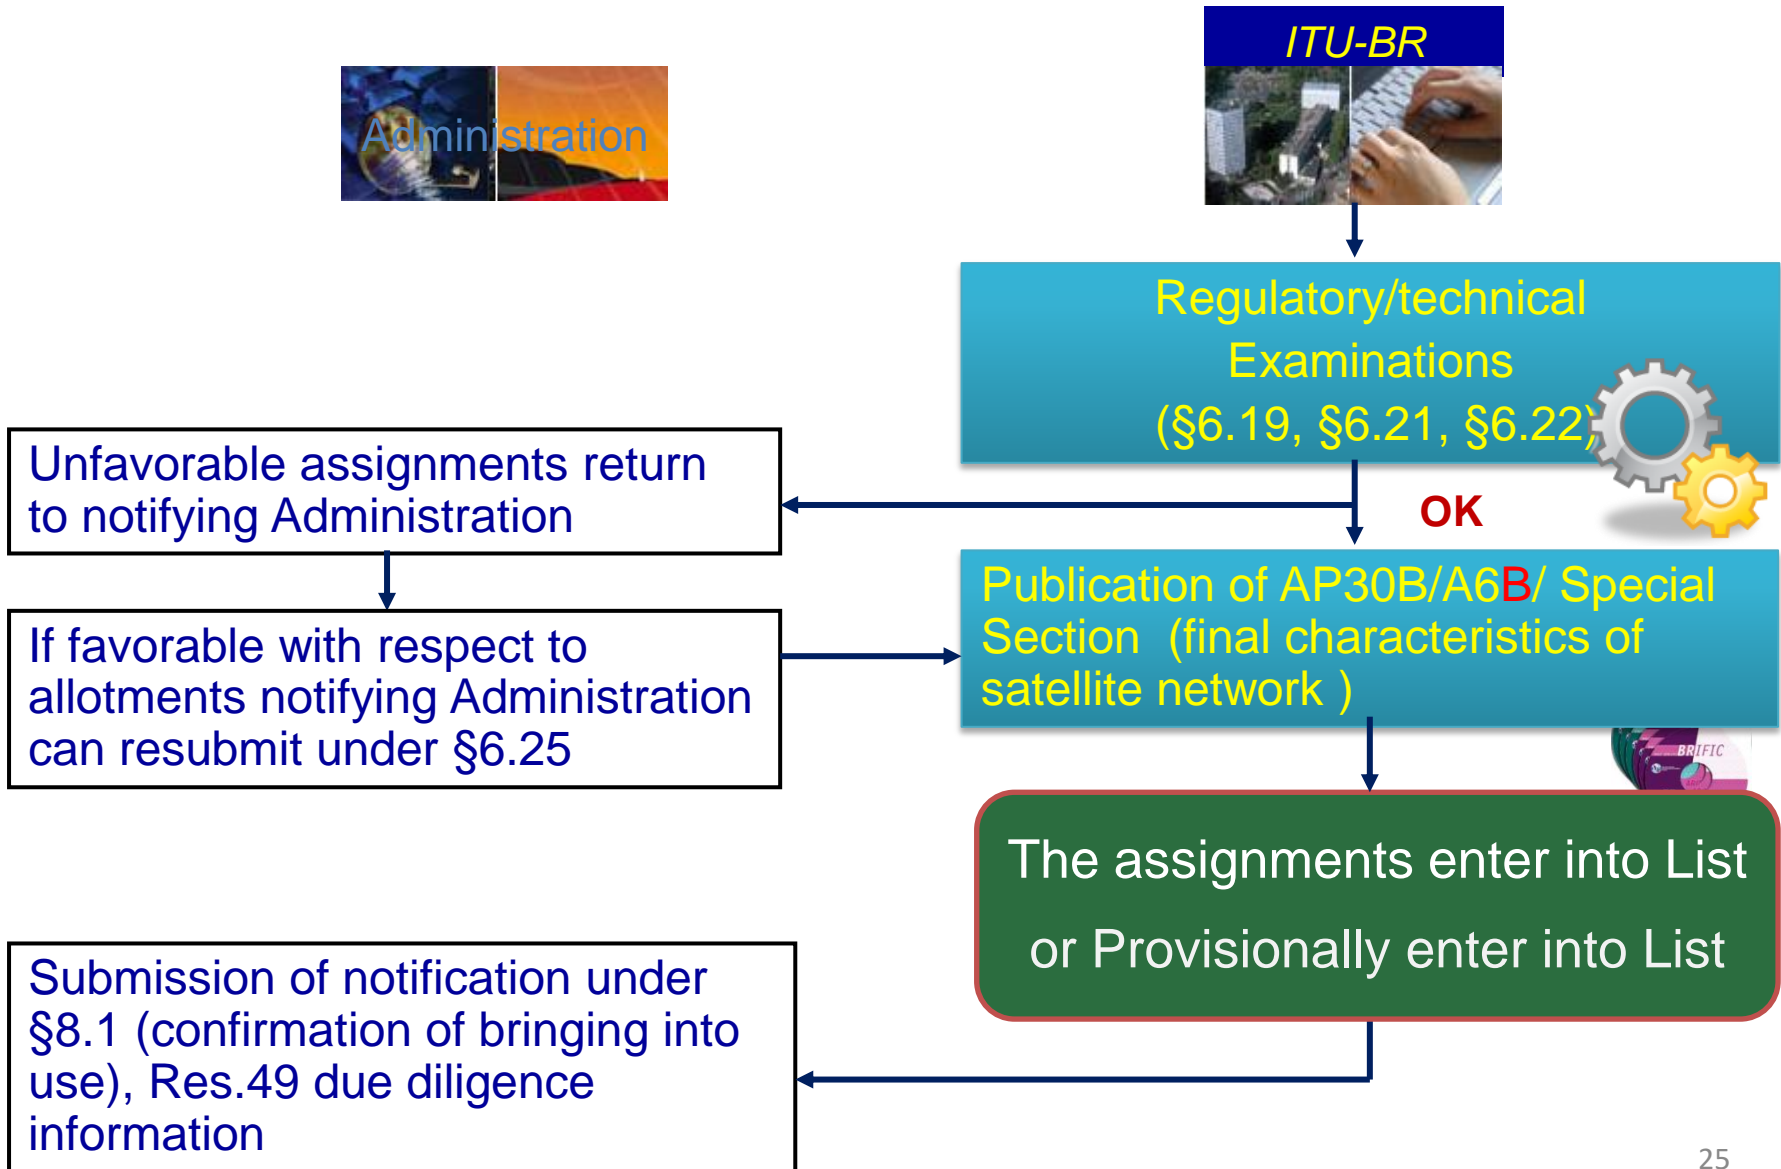 ITU-BR
Administration
Regulatory/technical
Examinations
(§6.19, §6.21, §6.22)
Unfavorable assignments return
to notifying Administration
OK
If favorable with respect to
allotments notifying Administration
can resubmit under §6.25
Publication of AP30B/A6B/ Special
Section (final characteristics of
satellite network )
BRIFIC
The assignments enter into List
or Provisionally enter into List
Submission of notification under
§8.1 (confirmation of bringing into
use), Res.49 due diligence
information
25